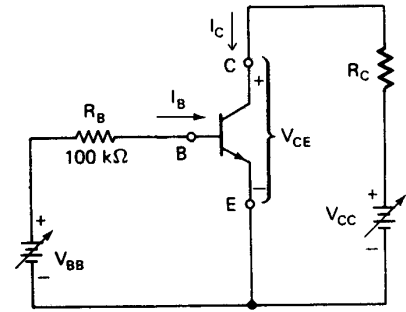 I_C
C
+
R_C
I_B
R_B
V_CE
100 kΩ
B
−
E
+
V_CC
+
V_BB
−
−